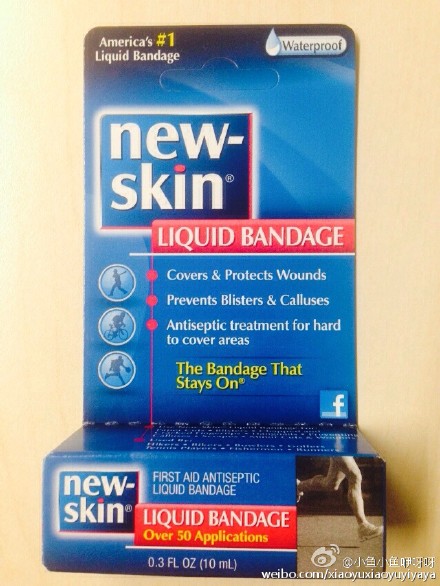 America's #1
Liquid Bandage
Waterproof
new-
skin®
LIQUID BANDAGE
Covers & Protects Wounds
Prevents Blisters & Calluses
Antiseptic treatment for hard
to cover areas
The Bandage That
Stays On®
f
new-
skin®
FIRST AID ANTISEPTIC
LIQUID BANDAGE
LIQUID BANDAGE
Over 50 Applications
0.3 FL OZ (10 mL)
@小鱼小鱼咿呀呀
weibo.com/xiaoyuxiaoyuyiyaya